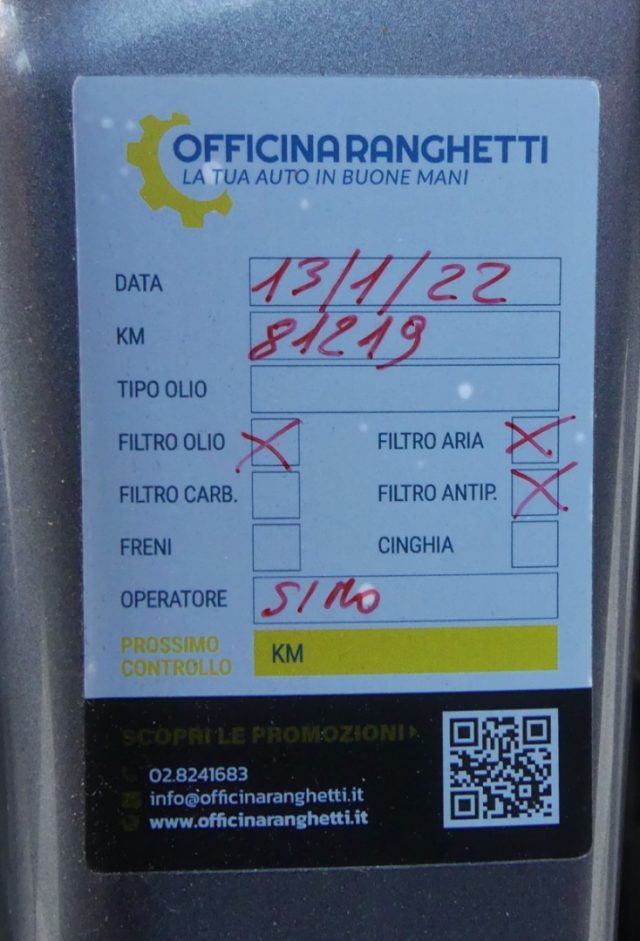 OFFICINA RANGHETTI
LA TUA AUTO IN BUONE MANI
DATA 13/1/22
KM 81219
TIPO OLIO
FILTRO OLIO X FILTRO ARIA X
FILTRO CARB. FILTRO ANTIP. X
FRENI CINGHIA
OPERATORE SIMO
PROSSIMO
CONTROLLO KM
SCOPRI LE PROMOZIONI
02.8241683
info@officinaranghetti.it
www.officinaranghetti.it